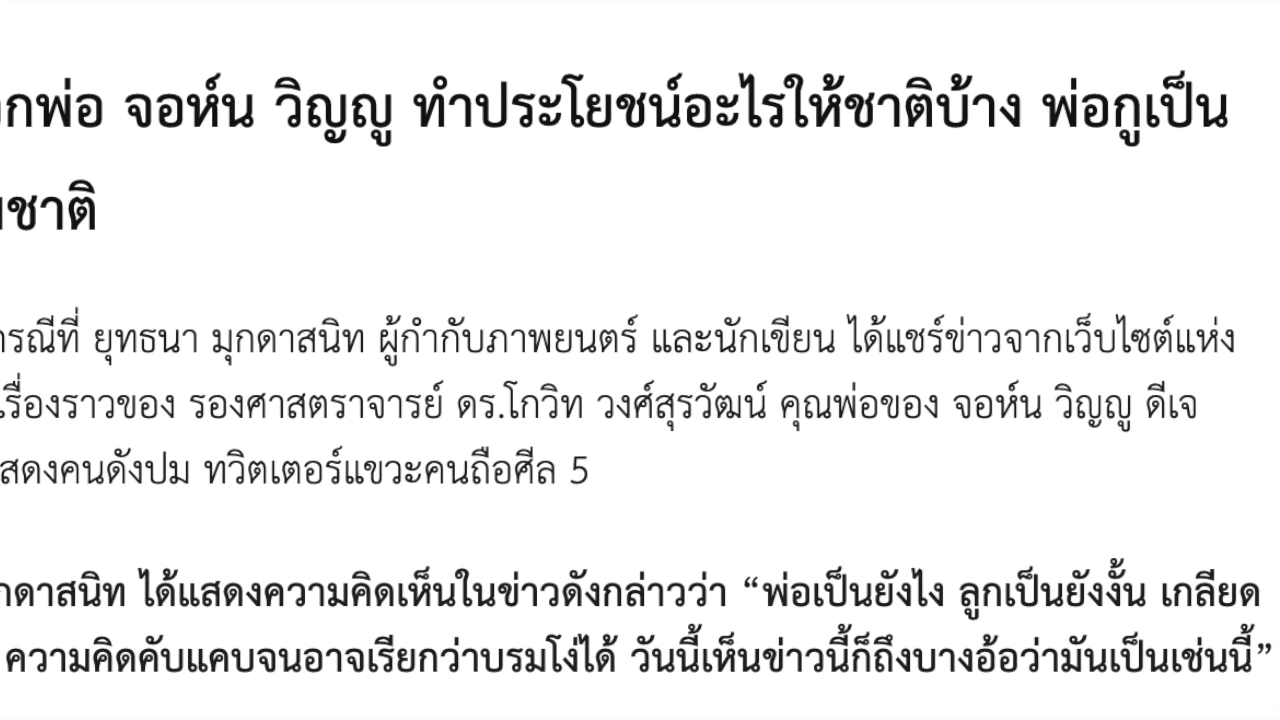 กพ่อ จอห์น วิญญู ทำประโยชน์อะไรให้ชาติบ้าง พ่อกูเป็น
ชาติ
รณีที่ ยุทธนา มุกดาสนิท ผู้กำกับภาพยนตร์ และนักเขียน ได้แชร์ข่าวจากเว็บไซต์แห่ง
เรื่องราวของ รองศาสตราจารย์ ดร.โกวิท วงศ์สุรวัฒน์ คุณพ่อของ จอห์น วิญญู ดีเจ
สดงคนดังปม ทวิตเตอร์แขวะคนถือศีล 5
กดาสนิท ได้แสดงความคิดเห็นในข่าวดังกล่าวว่า “พ่อเป็นยังไง ลูกเป็นยังงั้น เกลียด
ความคิดคับแคบจนอาจเรียกว่าบรมโง่ได้ วันนี้เห็นข่าวนี้ก็ถึงบางอ้อว่ามันเป็นเช่นนี้”